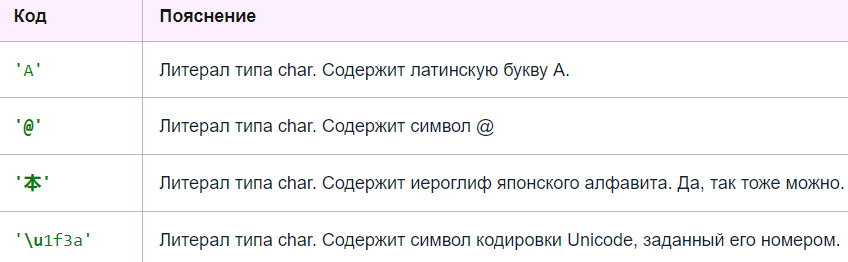 Код Пояснение
'A' Литерал типа char. Содержит латинскую букву А.
'@' Литерал типа char. Содержит символ @
'本' Литерал типа char. Содержит иероглиф японского алфавита. Да, так тоже можно.
'\u1f3a' Литерал типа char. Содержит символ кодировки Unicode, заданный его номером.